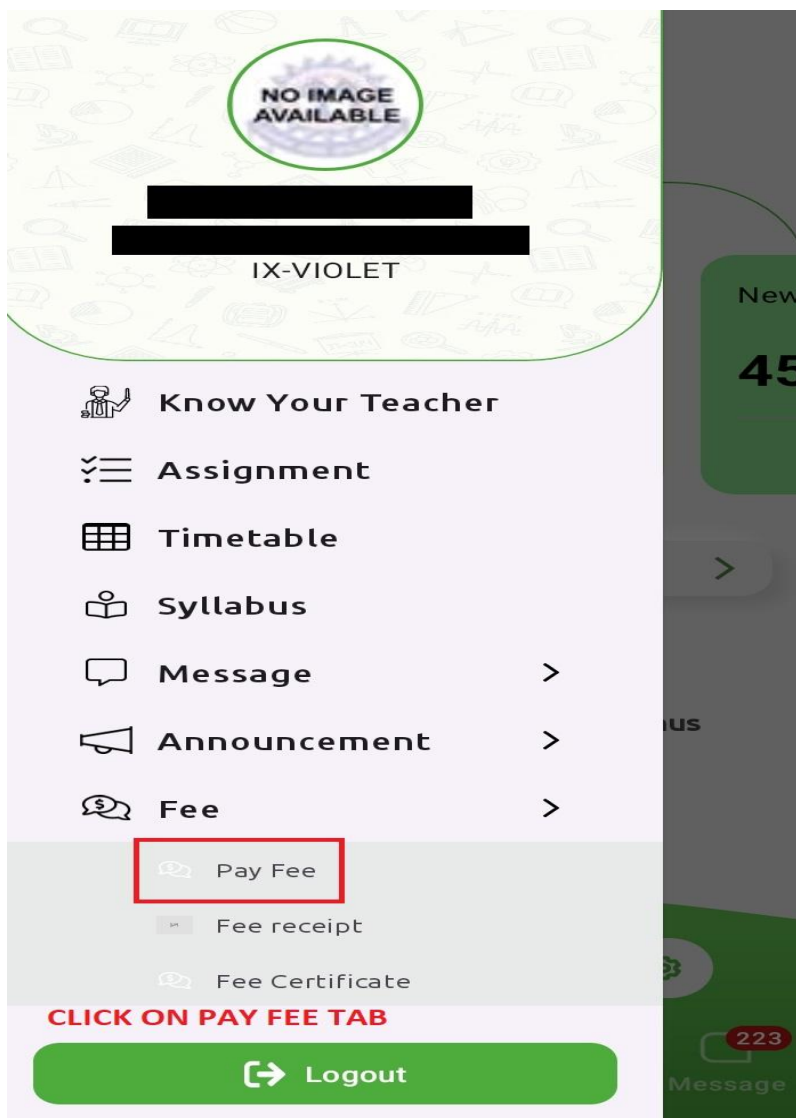 NO IMAGE
AVAILABLE
IX-VIOLET
New
45
Know Your Teacher
Assignment
Timetable
Syllabus
Message
Announcement
us
Fee
Pay Fee
Fee receipt
Fee Certificate
CLICK ON PAY FEE TAB
Logout
223
Message